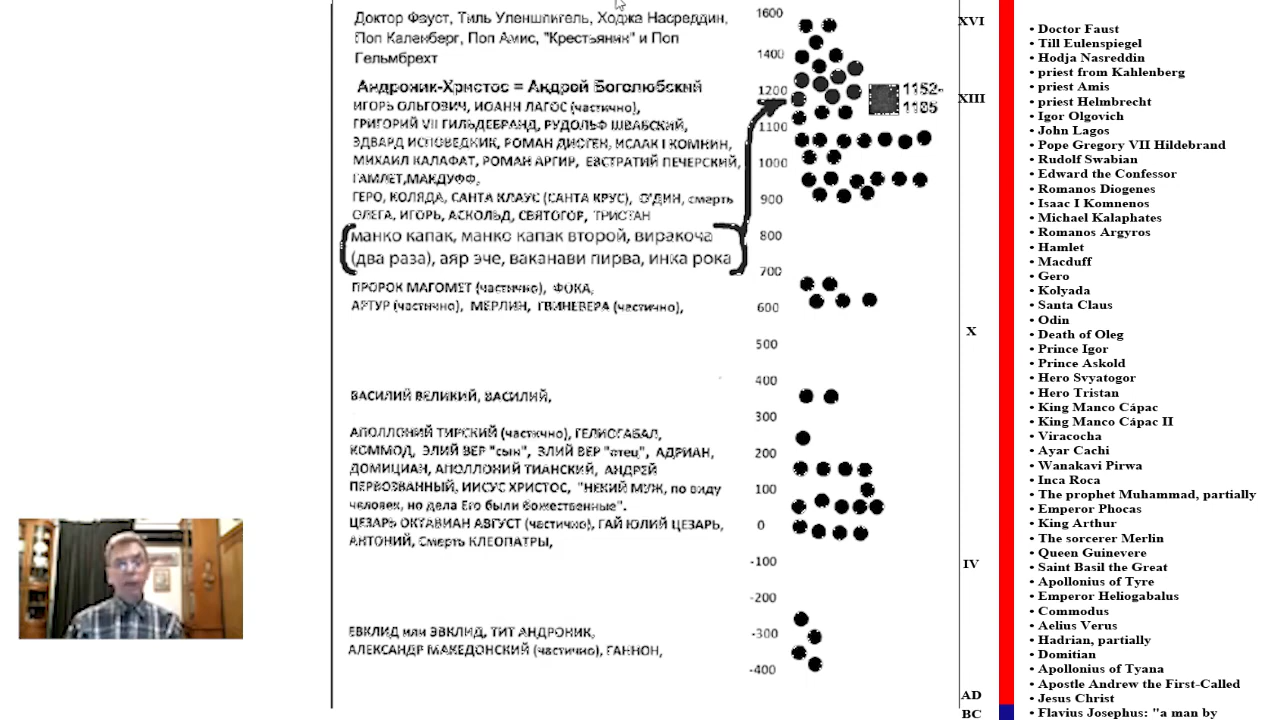 Доктор Фауст, Тиль Уленшпигель, Ходжа Насреддин,
Поп Каленберг, Поп Амис, "Крестьяник" и Поп
Гельмбрехт
Андроник-Христос = Андрей Боголюбский
ИГОРЬ ОЛЬГОВИЧ, ИОАНН ЛАГОС (частично),
ГРИГОРИЙ VII ГИЛЬДЕБРАНД, РУДОЛЬФ ШВАБСКИЙ,
ЭДВАРД ИСПОВЕДНИК, РОМАН ДИОГЕН, ИСААК I КОМНИН,
МИХАИЛ КАЛАФАТ, РОМАН АРГИР, ЕВСТРАТИЙ ПЕЧЕРСКИЙ,
ГАМЛЕТ,МАКДУФФ,
ГЕРО, КОЛЯДА, САНТА КЛАУС (САНТА КРУС), О'ДИН, смерть
ОЛЕГА, ИГОРЬ, АСКОЛЬД, СВЯТОГОР, ТРИСТАН
манко капак, манко капак второй, виракоча
(два раза), аяр эче, ваканави пирва, инка рока
ПРОРОК МАГОМЕТ (частично), ФОКА,
АРТУР (частично), МЕРЛИН, ГВИНЕВЕРА (частично),
ВАСИЛИЙ ВЕЛИКИЙ, ВАСИЛИЙ,
АПОЛЛОНИЙ ТИРСКИЙ (частично), ГЕЛИОГАБАЛ,
КОММОД, ЭЛИЙ ВЕР "сын", ЭЛИЙ ВЕР "отец", АДРИАН,
ДОМИЦИАН, АПОЛЛОНИЙ ТИАНСКИЙ, АНДРЕЙ
ПЕРВОЗВАННЫЙ, ИИСУС ХРИСТОС, "НЕКИЙ МУЖ, по виду
человек, но дела Его были божественные".
ЦЕЗАРЬ ОКТАВИАН АВГУСТ (частично), ГАЙ ЮЛИЙ ЦЕЗАРЬ,
АНТОНИЙ, Смерть КЛЕОПАТРЫ,
ЕВКЛИД или ЭВКЛИД, ТИТ АНДРОНИК,
АЛЕКСАНДР МАКЕДОНСКИЙ (частично), ГАННОН,
1600
1400
1200
1100
1000
900
800
700
600
500
400
300
200
100
0
-100
-200
-300
-400
1152-
1185
XVI
XIII
X
IV
AD
BC
• Doctor Faust
• Till Eulenspiegel
• Hodja Nasreddin
• priest from Kahlenberg
• priest Amis
• priest Helmbrecht
• Igor Olgovich
• John Lagos
• Pope Gregory VII Hildebrand
• Rudolf Swabian
• Edward the Confessor
• Romanos Diogenes
• Isaac I Komnenos
• Michael Kalaphates
• Romanos Argyros
• Hamlet
• Macduff
• Gero
• Kolyada
• Santa Claus
• Odin
• Death of Oleg
• Prince Igor
• Prince Askold
• Hero Svyatogor
• Hero Tristan
• King Manco Cápac
• King Manco Cápac II
• Viracocha
• Ayar Cachi
• Wanakavi Pirwa
• Inca Roca
• The prophet Muhammad, partially
• Emperor Phocas
• King Arthur
• The sorcerer Merlin
• Queen Guinevere
• Saint Basil the Great
• Apollonius of Tyre
• Emperor Heliogabalus
• Commodus
• Aelius Verus
• Hadrian, partially
• Domitian
• Apollonius of Tyana
• Apostle Andrew the First-Called
• Jesus Christ
• Flavius Josephus: "a man by